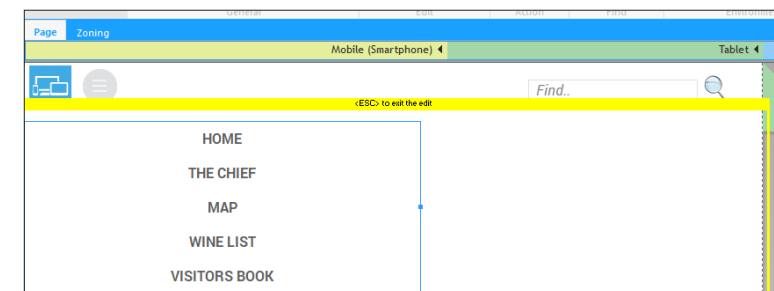 General Edit Action Find Environme
Page Zoning
Mobile (Smartphone) Tablet
Find..
<ESC> to exit the edit
HOME
THE CHIEF
MAP
WINE LIST
VISITORS BOOK